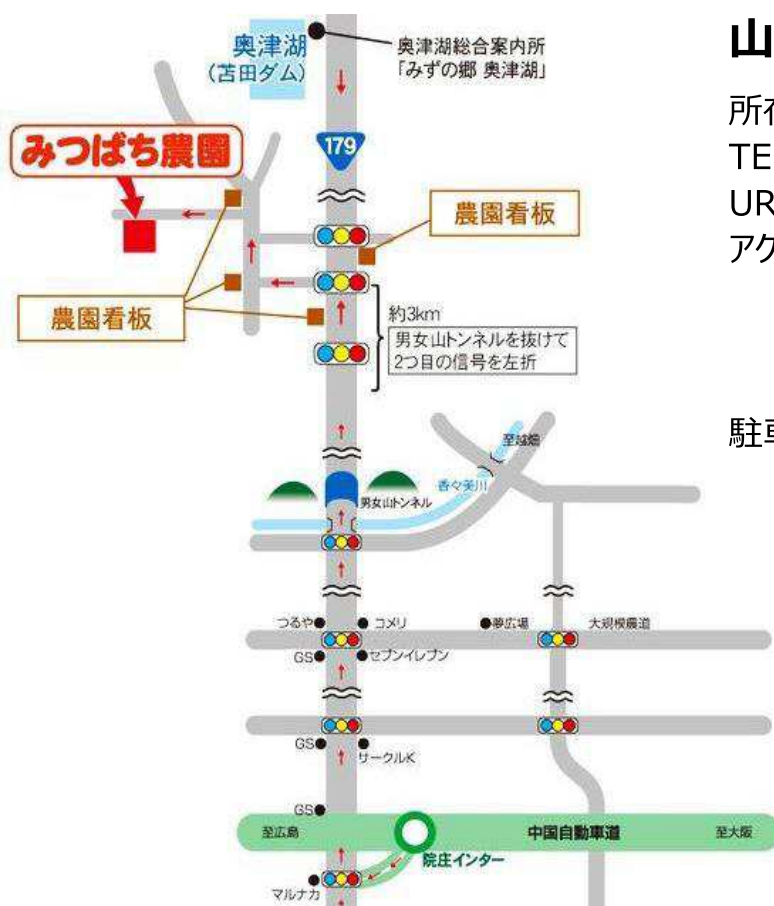 奥津湖
(苫田ダム)
奥津湖総合案内所
「みずの郷 奥津湖」
みつばち農園
179
農園看板
農園看板
約3km
男女山トンネルを抜けて
2つ目の信号を左折
至越畑
香々美川
男女山トンネル
つるや
コメリ
夢広場
大規模農道
GS
セブンイレブン
GS
サークルK
GS
至広島
中国自動車道
至大阪
院庄インター
マルナカ
山
所在
TE
UR
アク
駐車